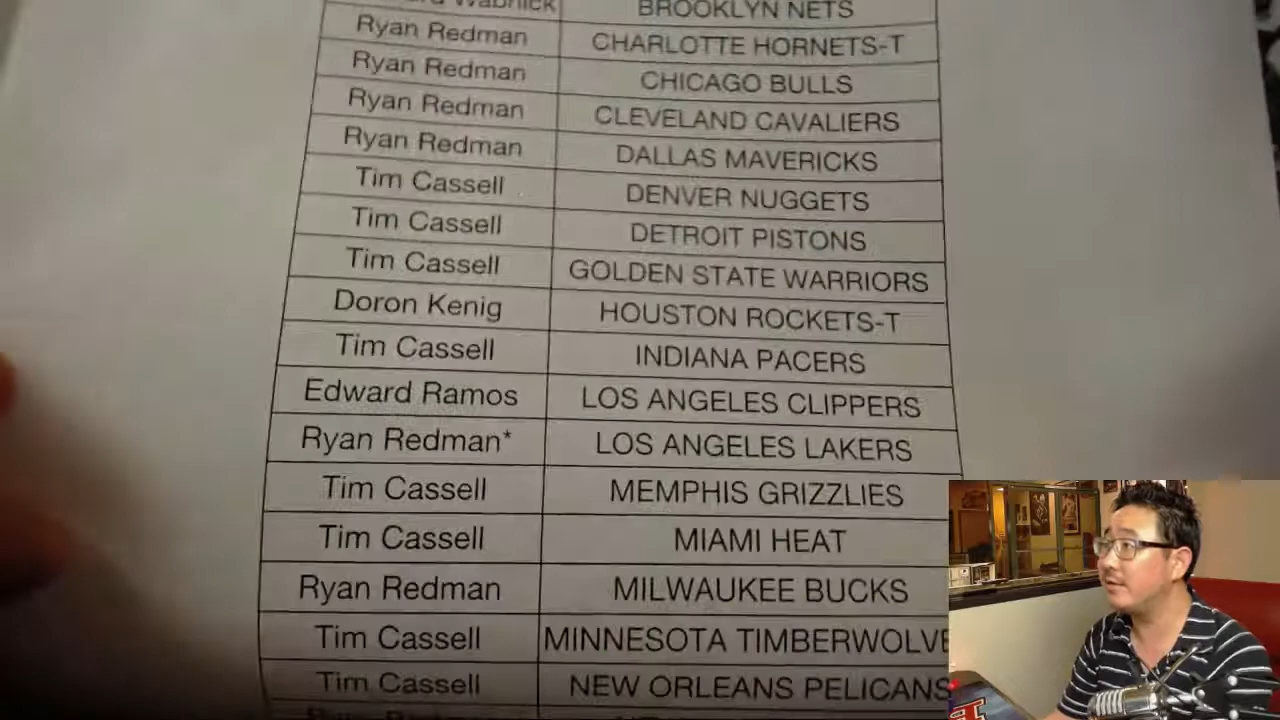 Wabnick BROOKLYN NETS
Ryan Redman CHARLOTTE HORNETS-T
Ryan Redman CHICAGO BULLS
Ryan Redman CLEVELAND CAVALIERS
Ryan Redman DALLAS MAVERICKS
Tim Cassell DENVER NUGGETS
Tim Cassell DETROIT PISTONS
Tim Cassell GOLDEN STATE WARRIORS
Doron Kenig HOUSTON ROCKETS-T
Tim Cassell INDIANA PACERS
Edward Ramos LOS ANGELES CLIPPERS
Ryan Redman* LOS ANGELES LAKERS
Tim Cassell MEMPHIS GRIZZLIES
Tim Cassell MIAMI HEAT
Ryan Redman MILWAUKEE BUCKS
Tim Cassell MINNESOTA TIMBERWOLVE
Tim Cassell NEW ORLEANS PELICANS